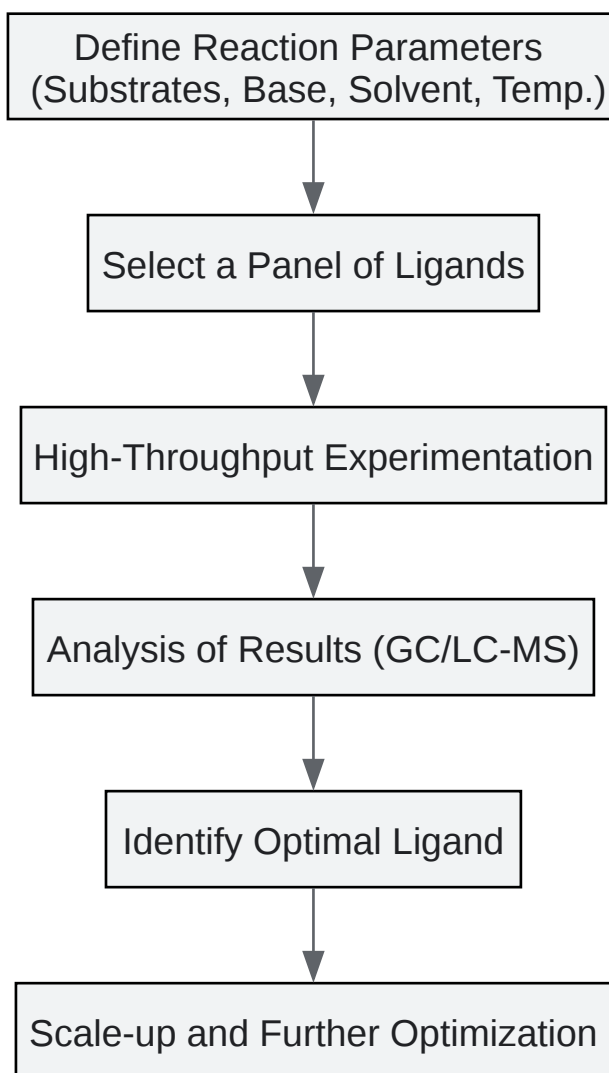 Define Reaction Parameters
(Substrates, Base, Solvent, Temp.)
Select a Panel of Ligands
High-Throughput Experimentation
Analysis of Results (GC/LC-MS)
Identify Optimal Ligand
Scale-up and Further Optimization